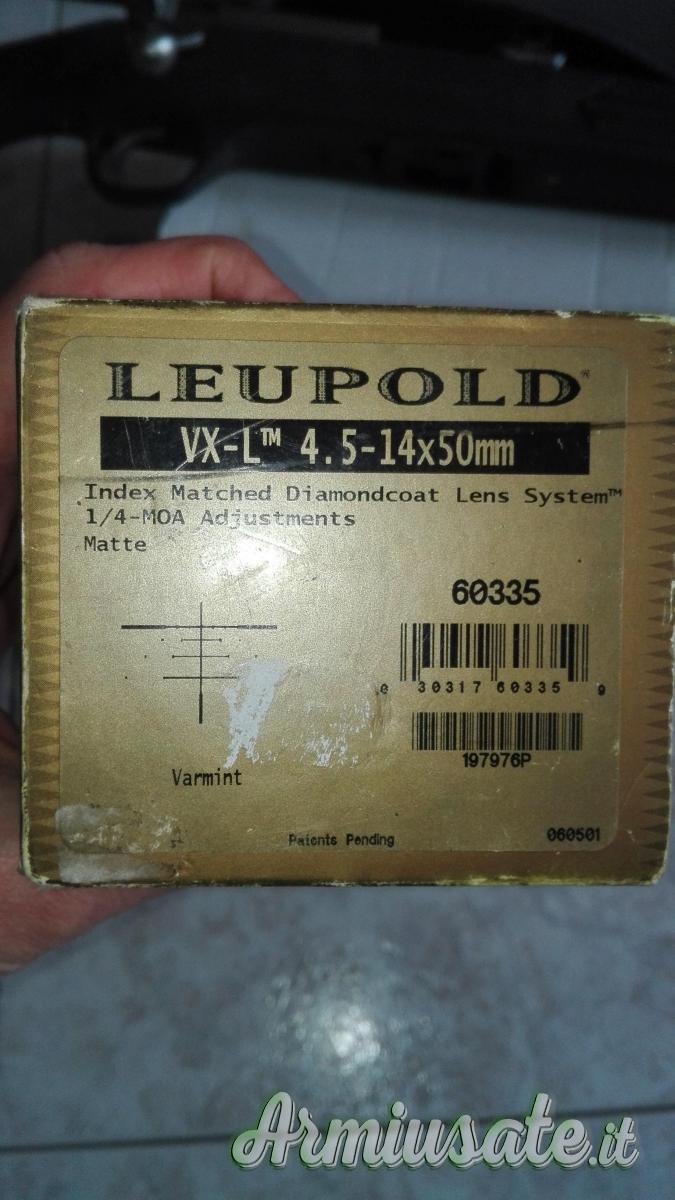 LEUPOLD®
VX-L™ 4.5-14x50mm
Index Matched Diamondcoat Lens System™
1/4-MOA Adjustments
Matte
60335
0 30317 60335 9
197976P
Varmint
Patents Pending
060501
Armiusate.it